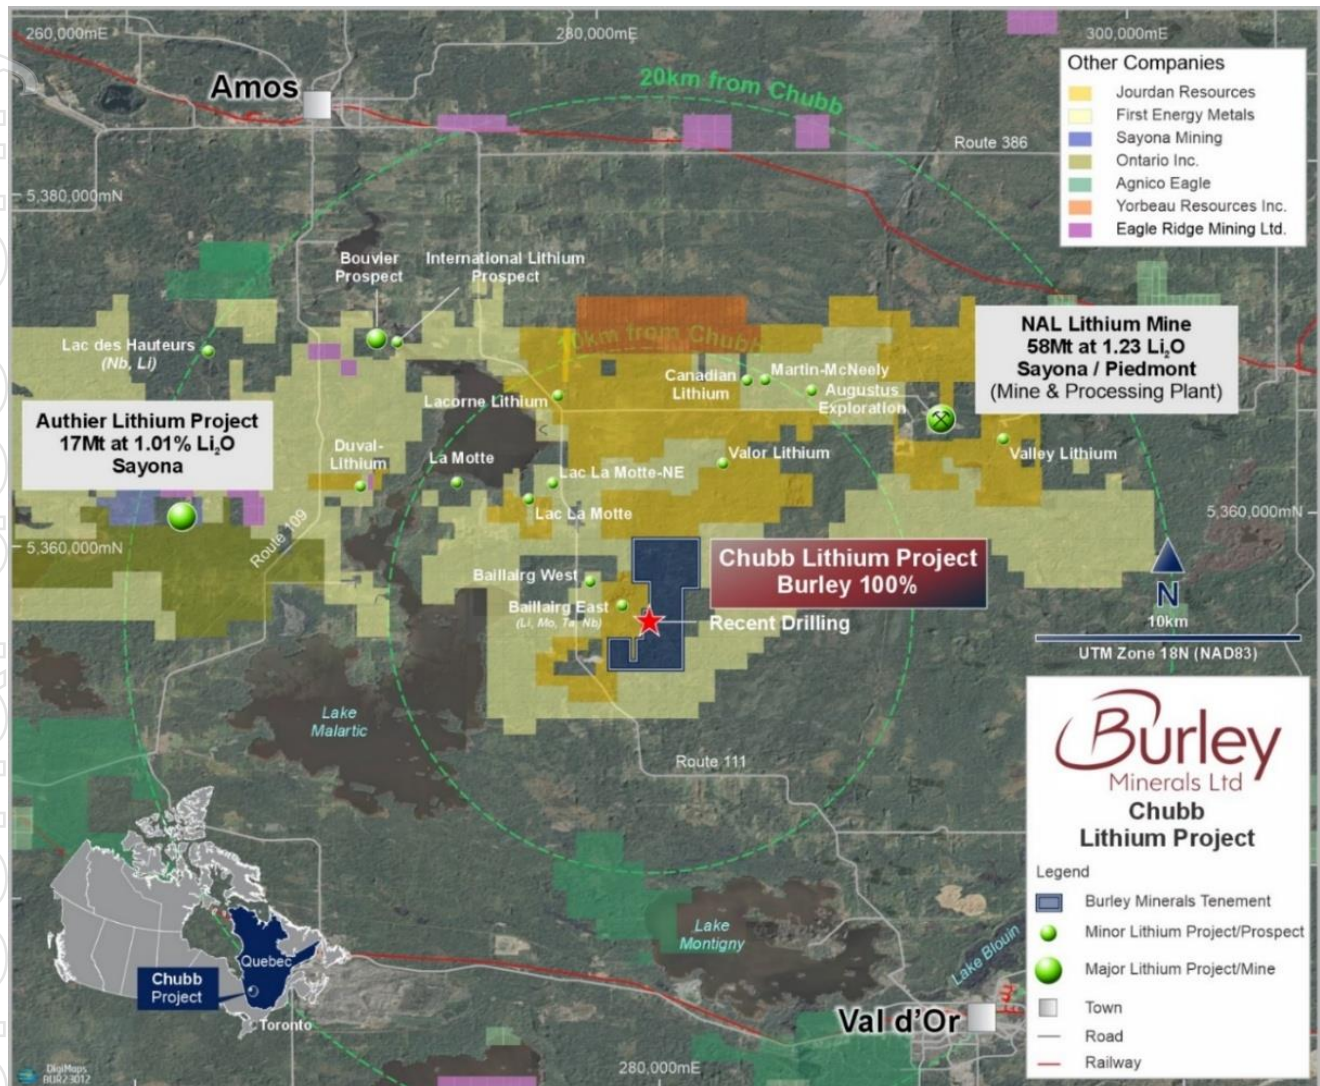 260,000mE
280,000mE
300,000mE
Amos
20km from Chubb
Other Companies
Jourdan Resources
First Energy Metals
Sayona Mining
Ontario Inc.
Agnico Eagle
Yorbeau Resources Inc.
Eagle Ridge Mining Ltd.
Route 386
5,380,000mN
Bouvier
Prospect
International Lithium
Prospect
Lac des Hauteurs
(Nb, Li)
10km from Chubb
NAL Lithium Mine
58Mt at 1.23 Li₂O
Sayona / Piedmont
(Mine & Processing Plant)
Canadian
Lithium
Martin-McNeely
Augustus
Exploration
Lacorne Lithium
Authier Lithium Project
17Mt at 1.01% Li₂O
Sayona
Duval-
Lithium
La Motte
Lac La Motte-NE
Valor Lithium
Valley Lithium
Lac La Motte
5,360,000mN
Route 109
5,360,000mN
Chubb Lithium Project
Burley 100%
Baillairg West
Baillairg East
(Li, Mo, Ta, Nb)
Recent Drilling
N
10km
UTM Zone 18N (NAD83)
Lake
Malartic
Route 111
Burley
Minerals Ltd
Chubb
Lithium Project
Legend
Burley Minerals Tenement
Minor Lithium Project/Prospect
Major Lithium Project/Mine
Town
Road
Railway
Lake
Montigny
Lake Blouin
Val d'Or
Quebec
Chubb
Project
Toronto
280,000mE
DigiMaps
BUR23012